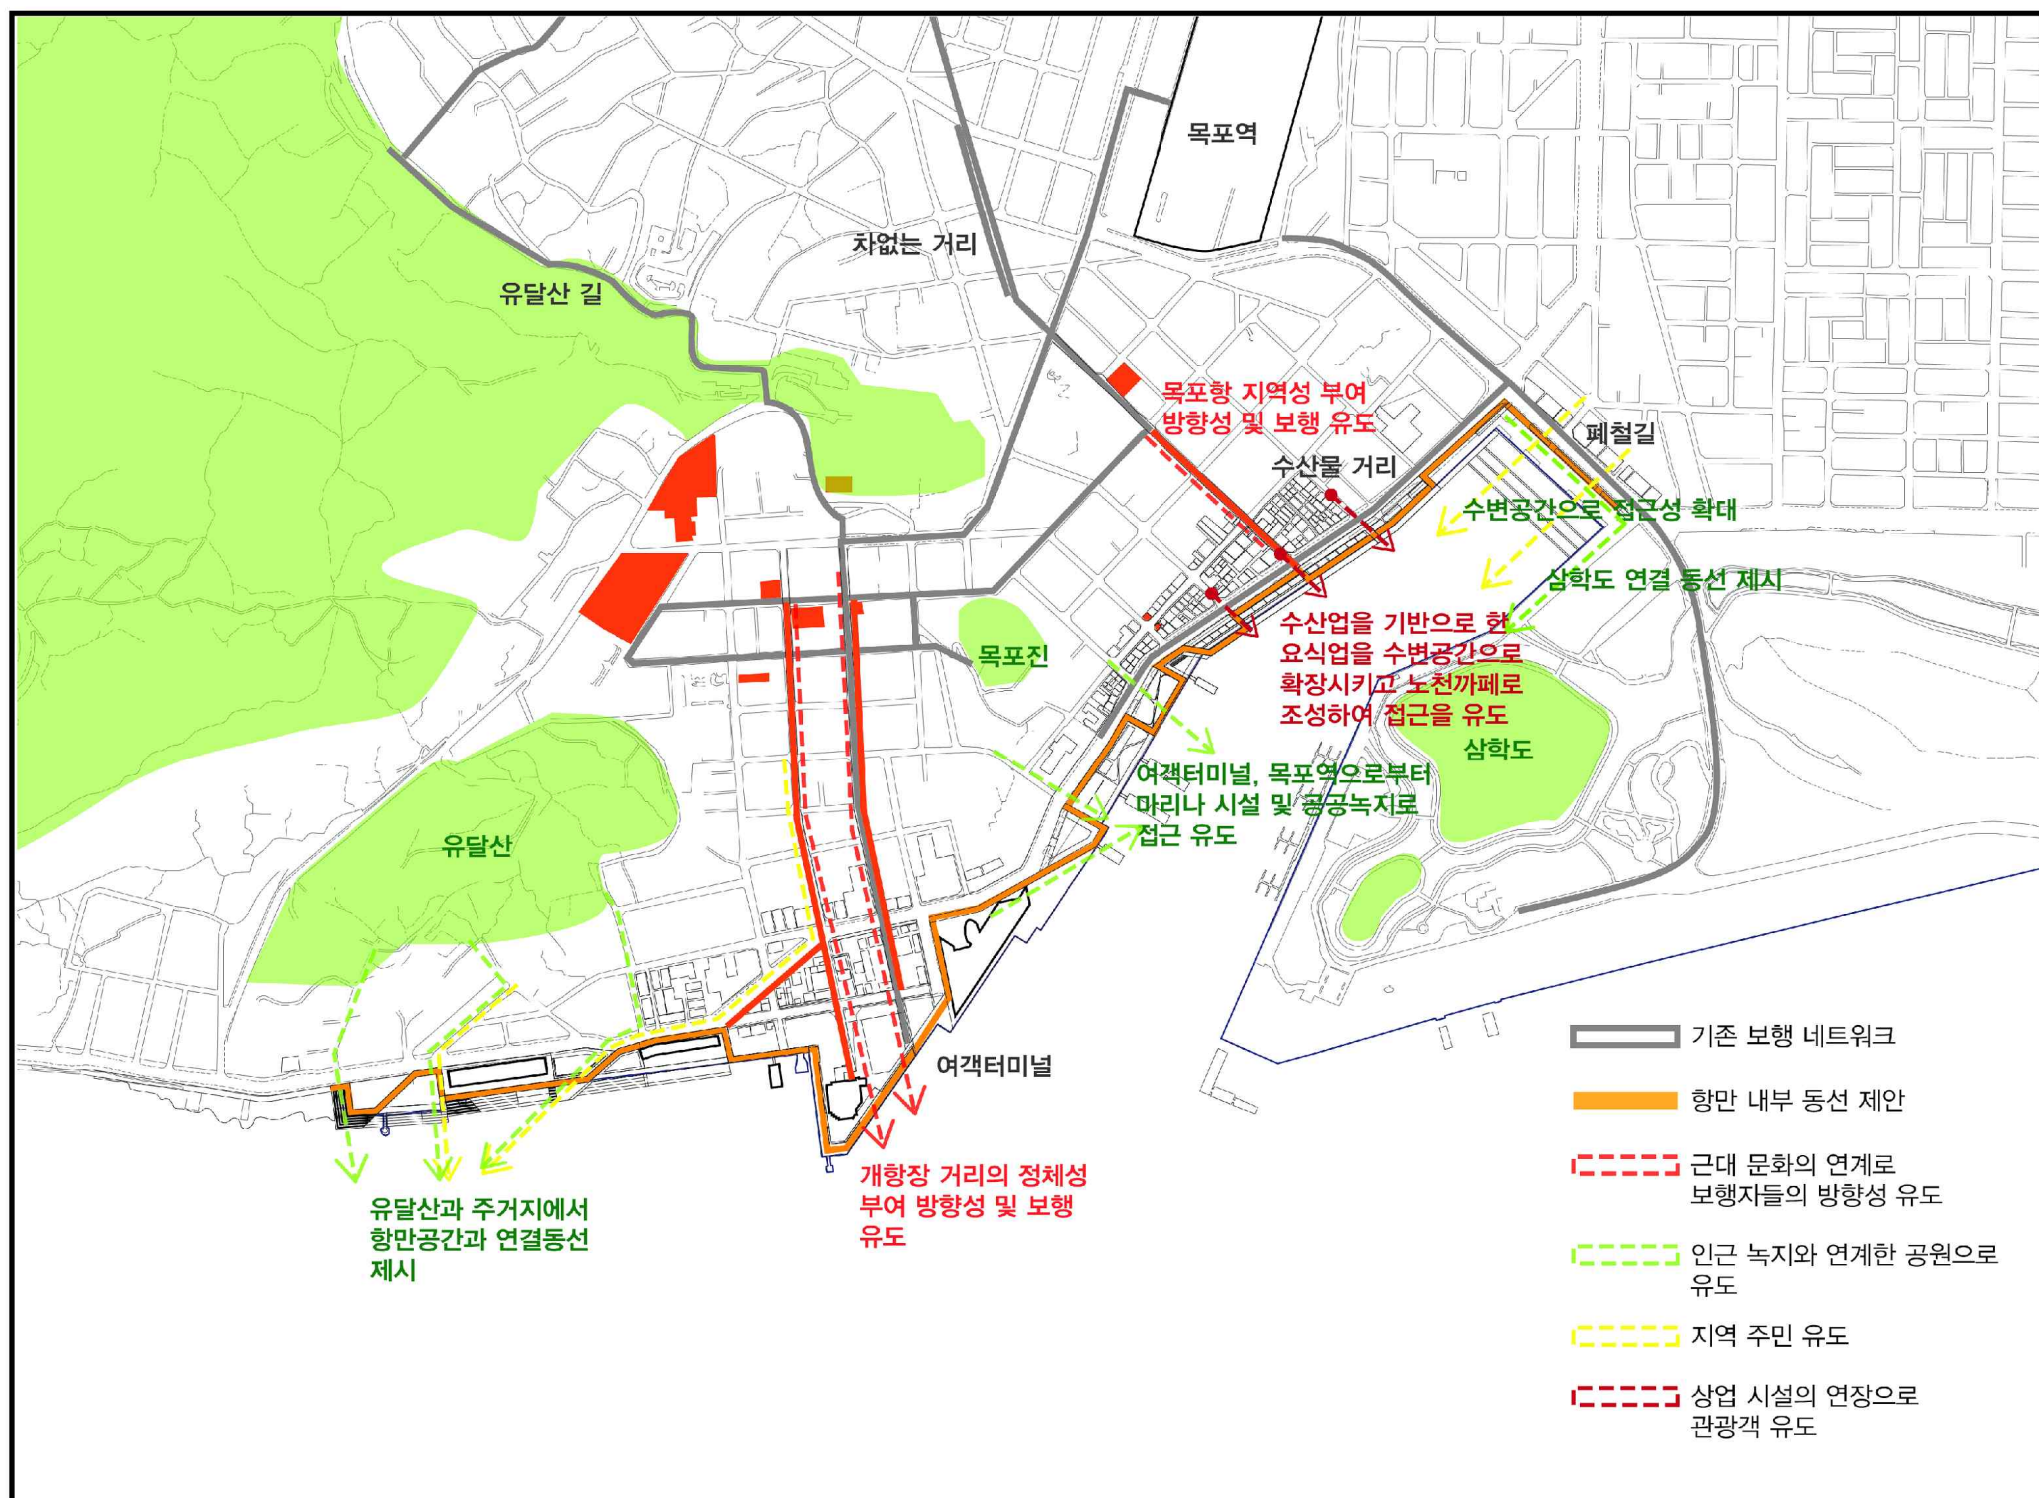 목포역
차없는 거리
유달산 길
목포항 지역성 부여
방향성 및 보행 유도
폐철길
수산물 거리
수변공간으로 접근성 확대
삼학도 연결 동선 제시
수산업을 기반으로 한
요식업을 수변공간으로
확장시키고 노천까페로
조성하여 접근을 유도
목포진
삼학도
여객터미널, 목포역으로부터
마리나 시설 및 공공녹지로
접근 유도
유달산
여객터미널
개항장 거리의 정체성
부여 방향성 및 보행
유도
유달산과 주거지에서
항만공간과 연결동선
제시
기존 보행 네트워크
항만 내부 동선 제안
근대 문화의 연계로
보행자들의 방향성 유도
인근 녹지와 연계한 공원으로
유도
지역 주민 유도
상업 시설의 연장으로
관광객 유도